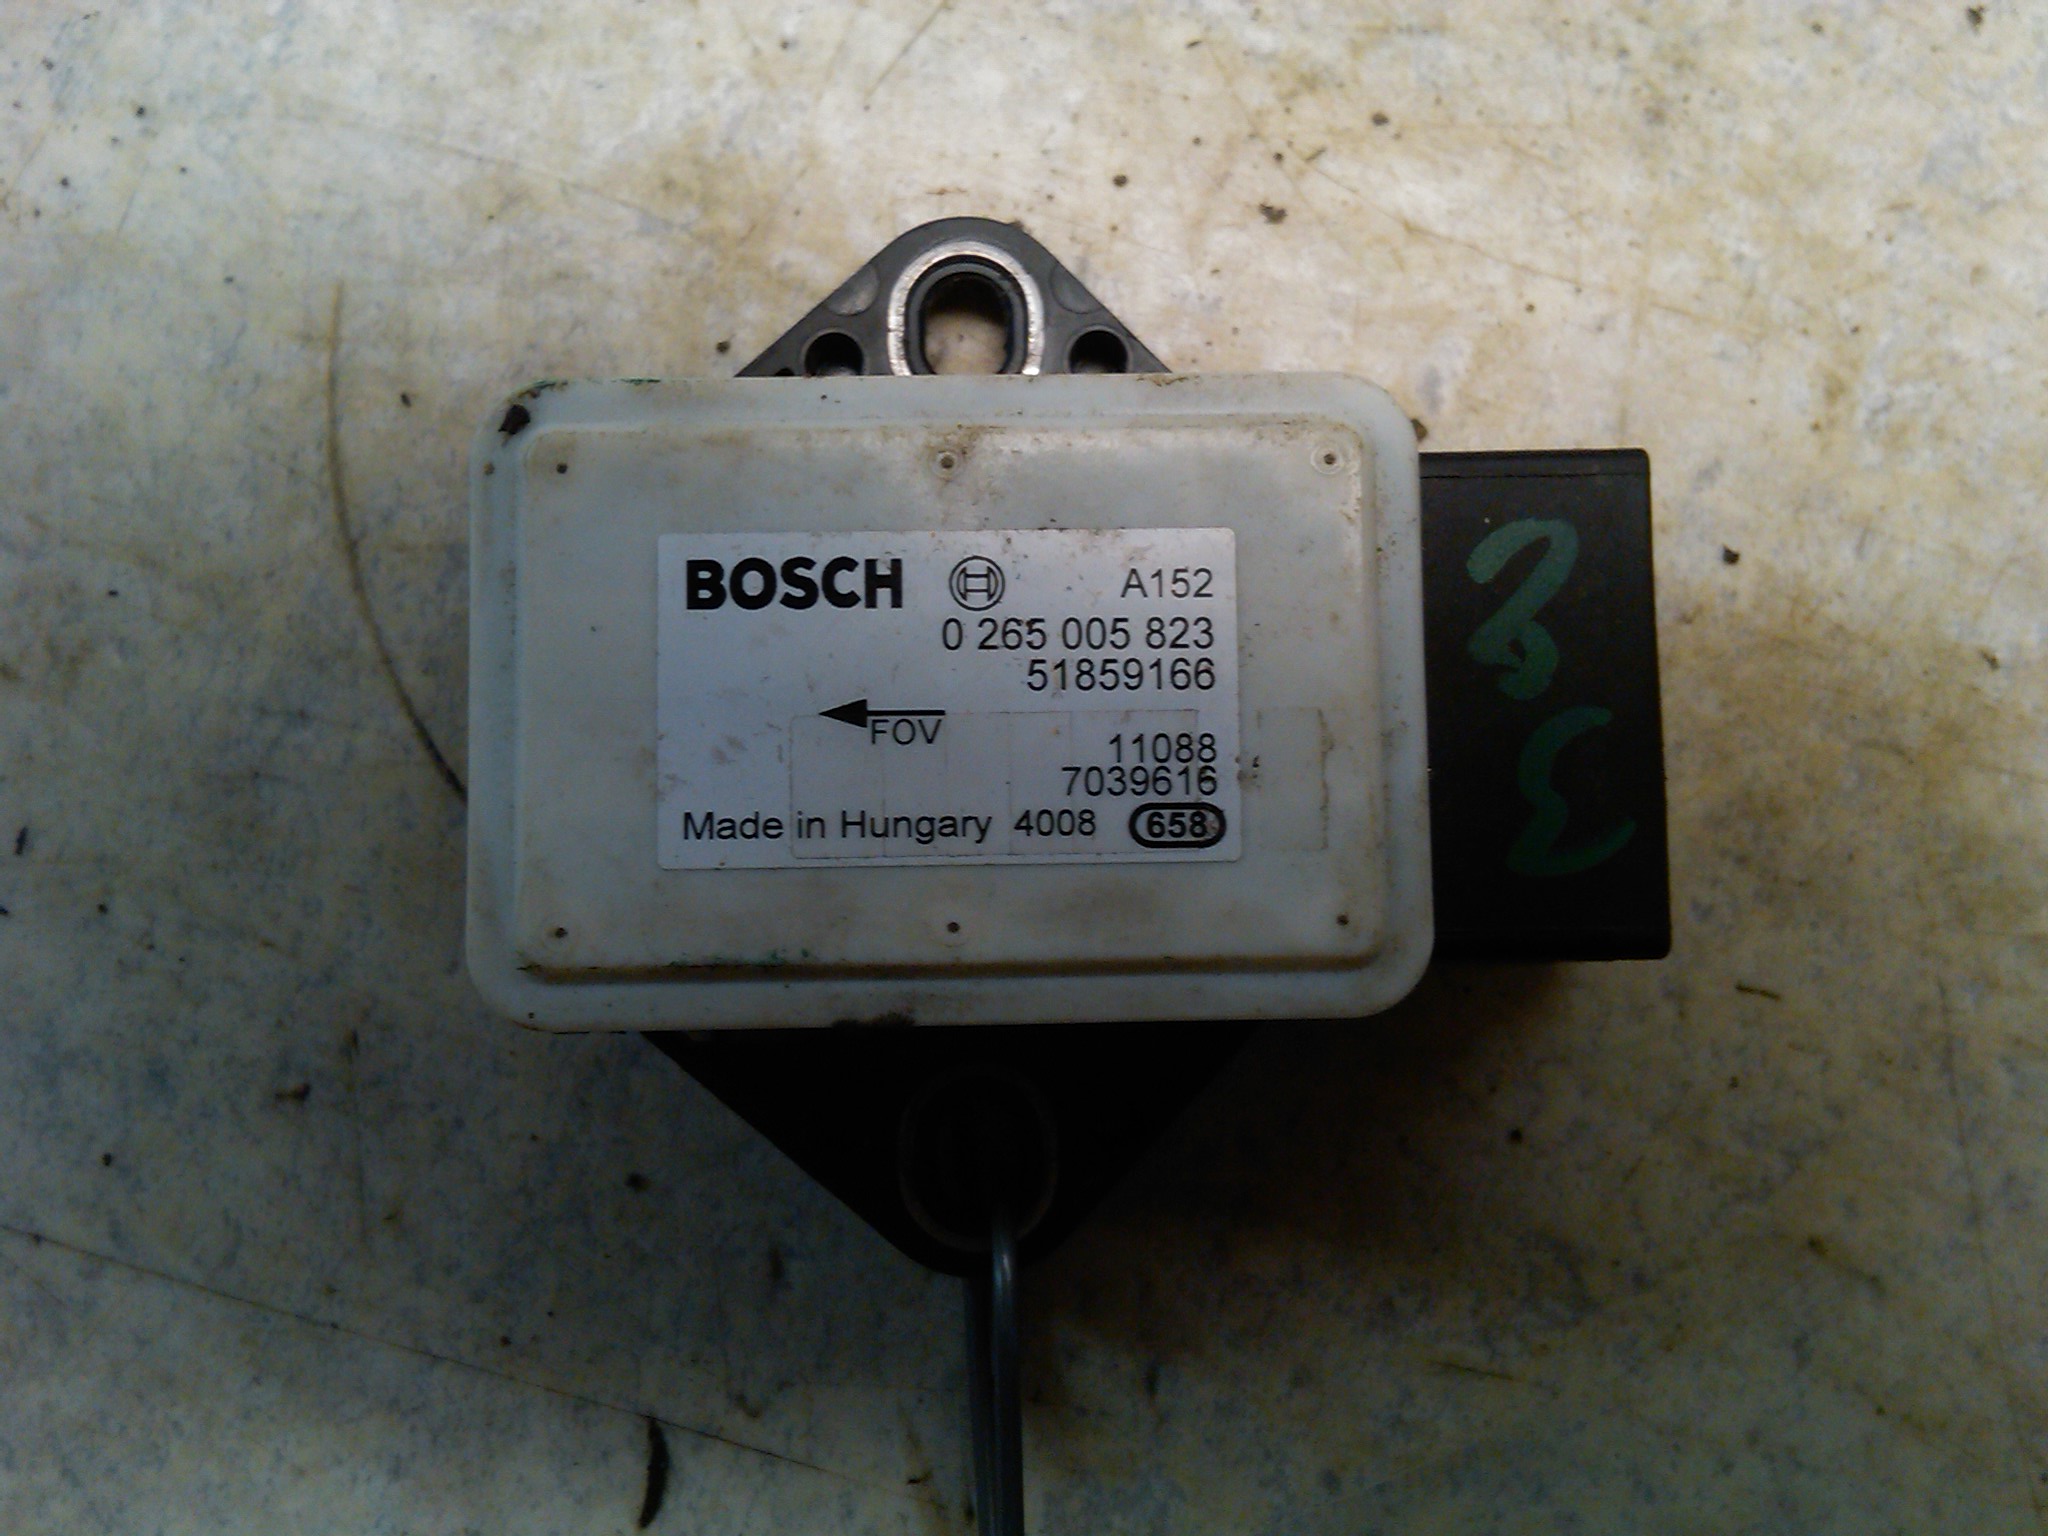 BOSCH A152
0 265 005 823
51859166
FOV
11088
7039616
Made in Hungary 4008 658